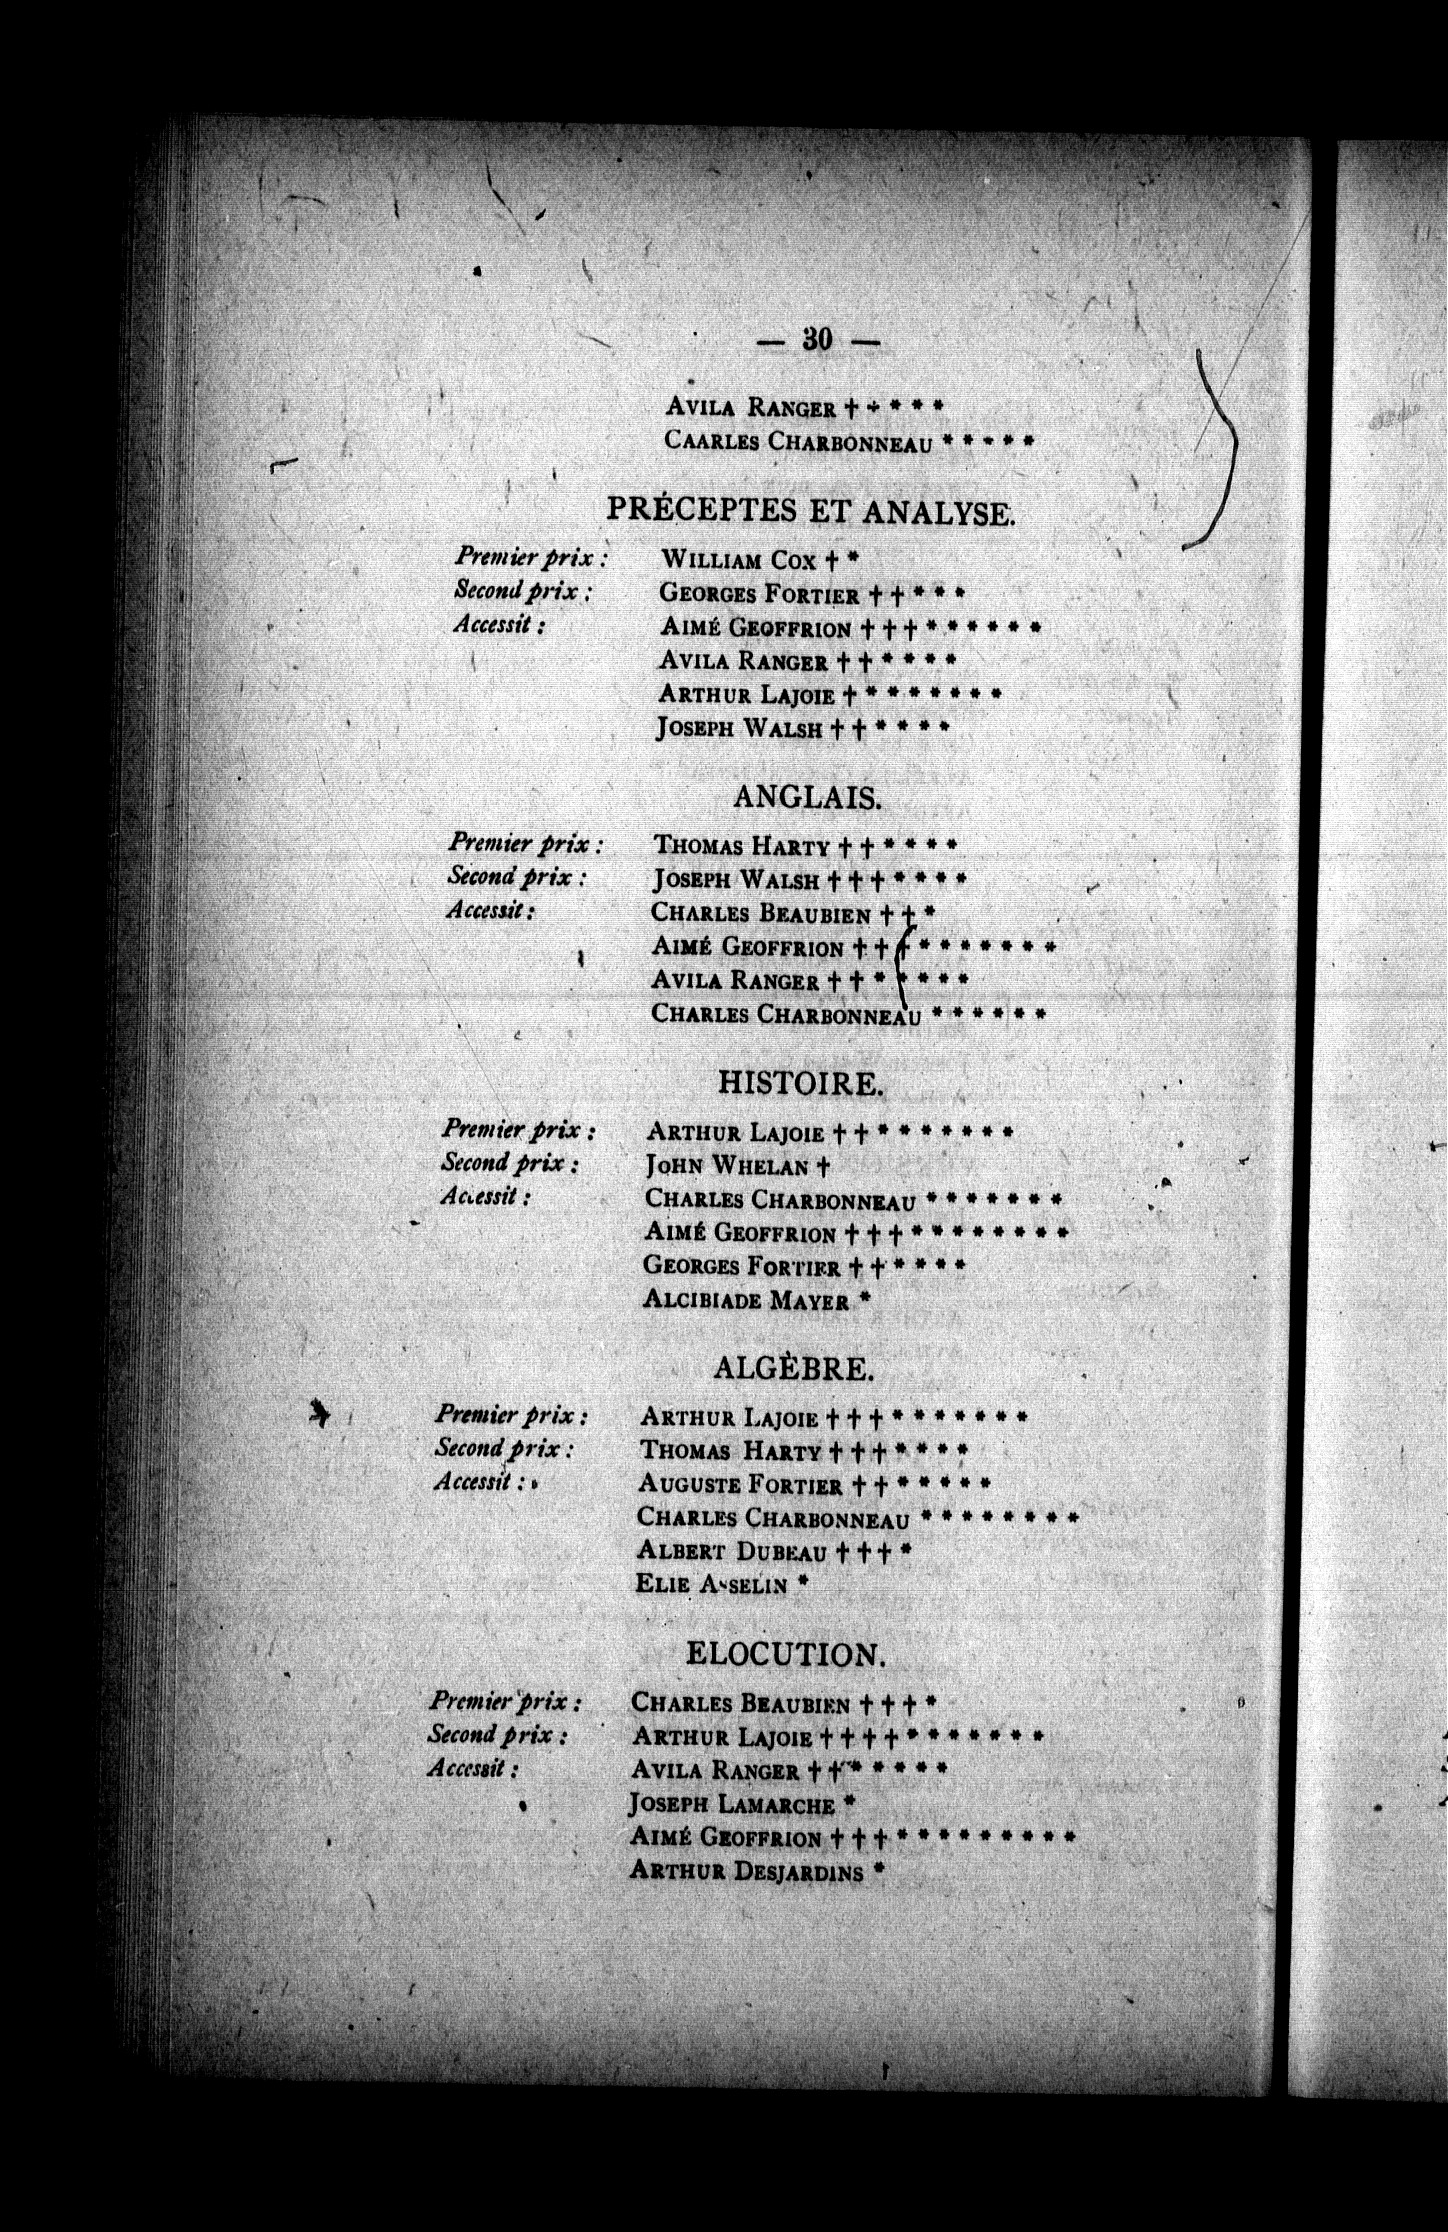 — 30 —
AVILA RANGER † † * * *
CAARLES CHARBONNEAU * * * * *
PRÉCEPTES ET ANALYSE.
Premier prix : WILLIAM COX † *
Second prix : GEORGES FORTIER † † * * *
Accessit : AIMÉ GEOFFRION † † † * * * * * *
AVILA RANGER † † * * * *
ARTHUR LAJOIE † * * * * * * *
JOSEPH WALSH † † * * * *
ANGLAIS.
Premier prix : THOMAS HARTY † † * * * *
Second prix : JOSEPH WALSH † † † * * * *
Accessit : CHARLES BEAUBIEN † † *
AIMÉ GEOFFRION † † † * * * * * * *
AVILA RANGER † † * * * * *
CHARLES CHARBONNEAU * * * * * *
HISTOIRE.
Premier prix : ARTHUR LAJOIE † † * * * * * * *
Second prix : JOHN WHELAN †
Accessit : CHARLES CHARBONNEAU * * * * * * *
AIMÉ GEOFFRION † † † * * * * * * * *
GEORGES FORTIER † † * * * *
ALCIBIADE MAYER *
ALGÈBRE.
Premier prix : ARTHUR LAJOIE † † † * * * * * * *
Second prix : THOMAS HARTY † † † * * * *
Accessit : AUGUSTE FORTIER † † * * * * *
CHARLES CHARBONNEAU * * * * * * * *
ALBERT DUBEAU † † † *
ELIE ASSELIN *
ELOCUTION.
Premier prix : CHARLES BEAUBIEN † † † *
Second prix : ARTHUR LAJOIE † † † † * * * * * * *
Accessit : AVILA RANGER † † * * * * *
JOSEPH LAMARCHE *
AIMÉ GEOFFRION † † † * * * * * * * * *
ARTHUR DESJARDINS *